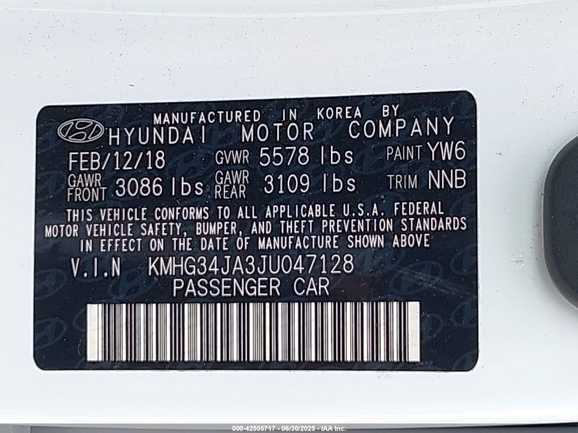 MANUFACTURED IN KOREA BY
HYUNDAI MOTOR COMPANY
FEB/12/18 GVWR 5578 lbs PAINT YW6
GAWR FRONT 3086 lbs GAWR REAR 3109 lbs TRIM NNB
THIS VEHICLE CONFORMS TO ALL APPLICABLE U.S.A. FEDERAL
MOTOR VEHICLE SAFETY, BUMPER, AND THEFT PREVENTION STANDARDS
IN EFFECT ON THE DATE OF MANUFACTURE SHOWN ABOVE
V.I.N KMHG34JA3JU047128
PASSENGER CAR
000-42505717 - 06/30/2025 - IAA Inc.